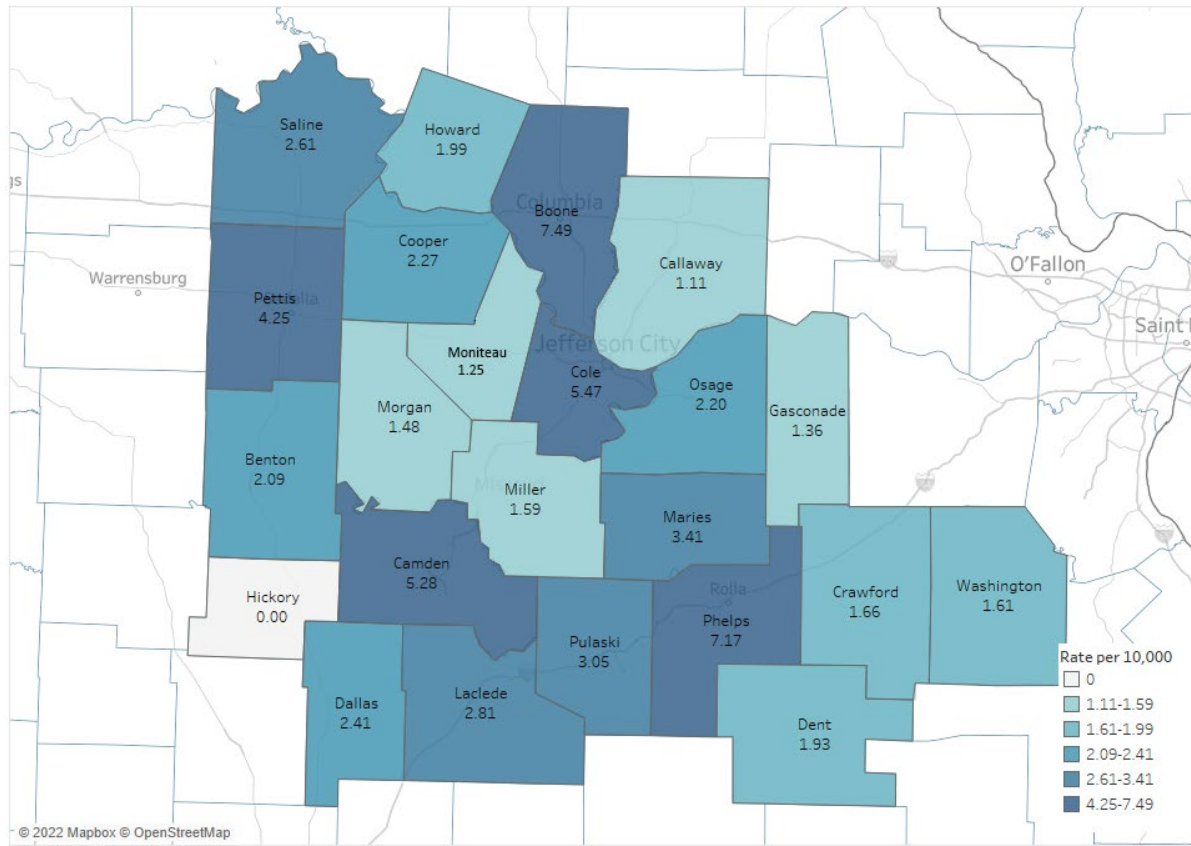 Saline
2.61
Howard
1.99
Columbia
Boone
7.49
gs
Cooper
2.27
Callaway
1.11
O'Fallon
Warrensburg
Pettis
4.25
Saint
Jefferson City
Moniteau
1.25
Cole
5.47
Osage
2.20
Morgan
1.48
Gasconade
1.36
Benton
2.09
Miller
1.59
Maries
3.41
Camden
5.28
Hickory
0.00
Rolla
Phelps
7.17
Crawford
1.66
Washington
1.61
Pulaski
3.05
Dallas
2.41
Laclede
2.81
Dent
1.93
Rate per 10,000
0
1.11-1.59
1.61-1.99
2.09-2.41
2.61-3.41
4.25-7.49
© 2022 Mapbox © OpenStreetMap